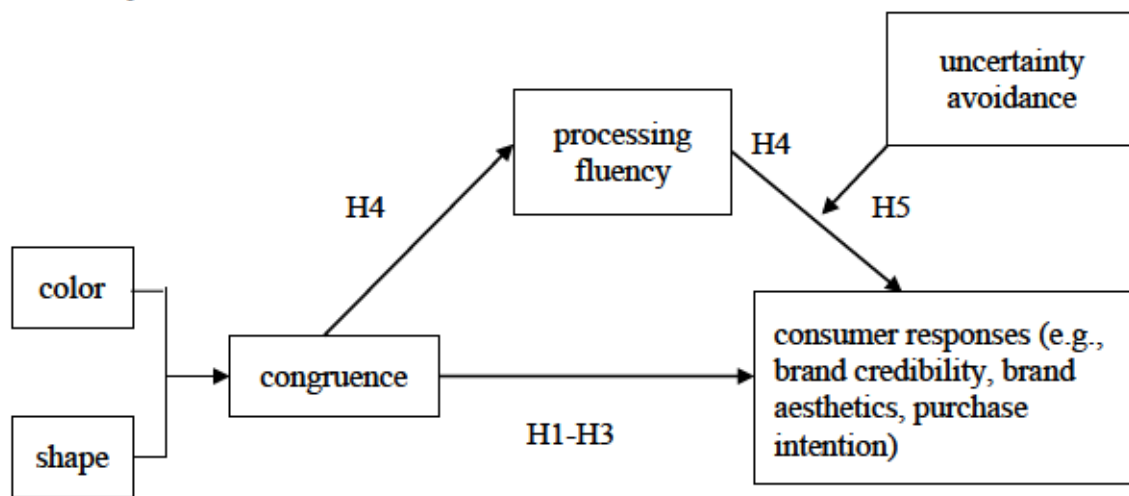 uncertainty
avoidance
processing
fluency
H4
H4
H5
color
congruence
consumer responses (e.g.,
brand credibility, brand
aesthetics, purchase
intention)
H1-H3
shape